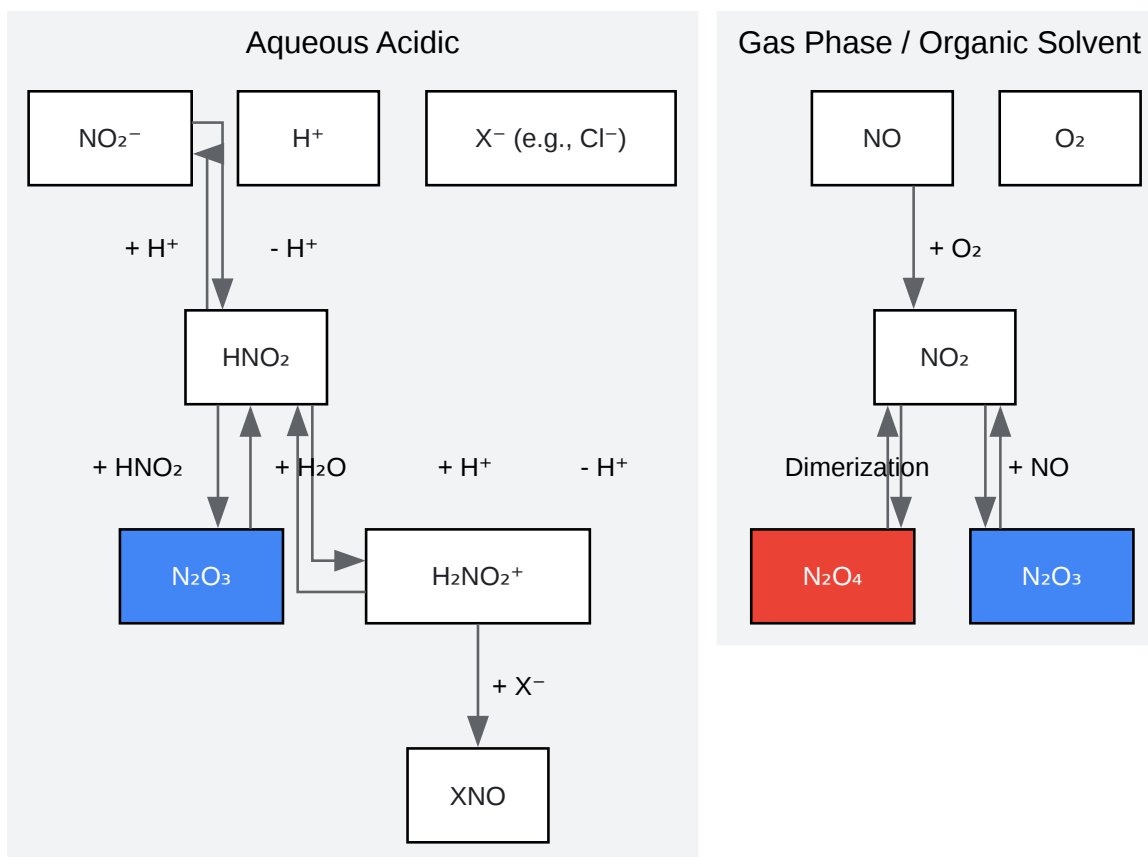 Aqueous Acidic
Gas Phase / Organic Solvent
NO₂⁻
H⁺
X⁻ (e.g., Cl⁻)
NO
O₂
+ H⁺
- H⁺
+ O₂
HNO₂
NO₂
+ HNO₂
+ H₂O
+ H⁺
- H⁺
Dimerization
+ NO
N₂O₃
H₂NO₂⁺
N₂O₄
N₂O₃
+ X⁻
XNO